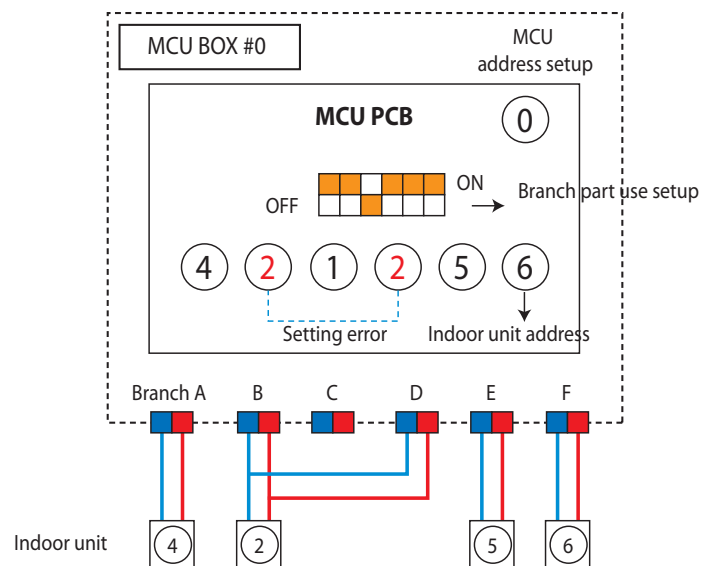 MCU BOX #0
MCU
address setup
MCU PCB
0
ON
OFF
Branch part use setup
4 2 1 2 5 6
Setting error
Indoor unit address
Branch A B C D E F
Indoor unit 4 2 5 6